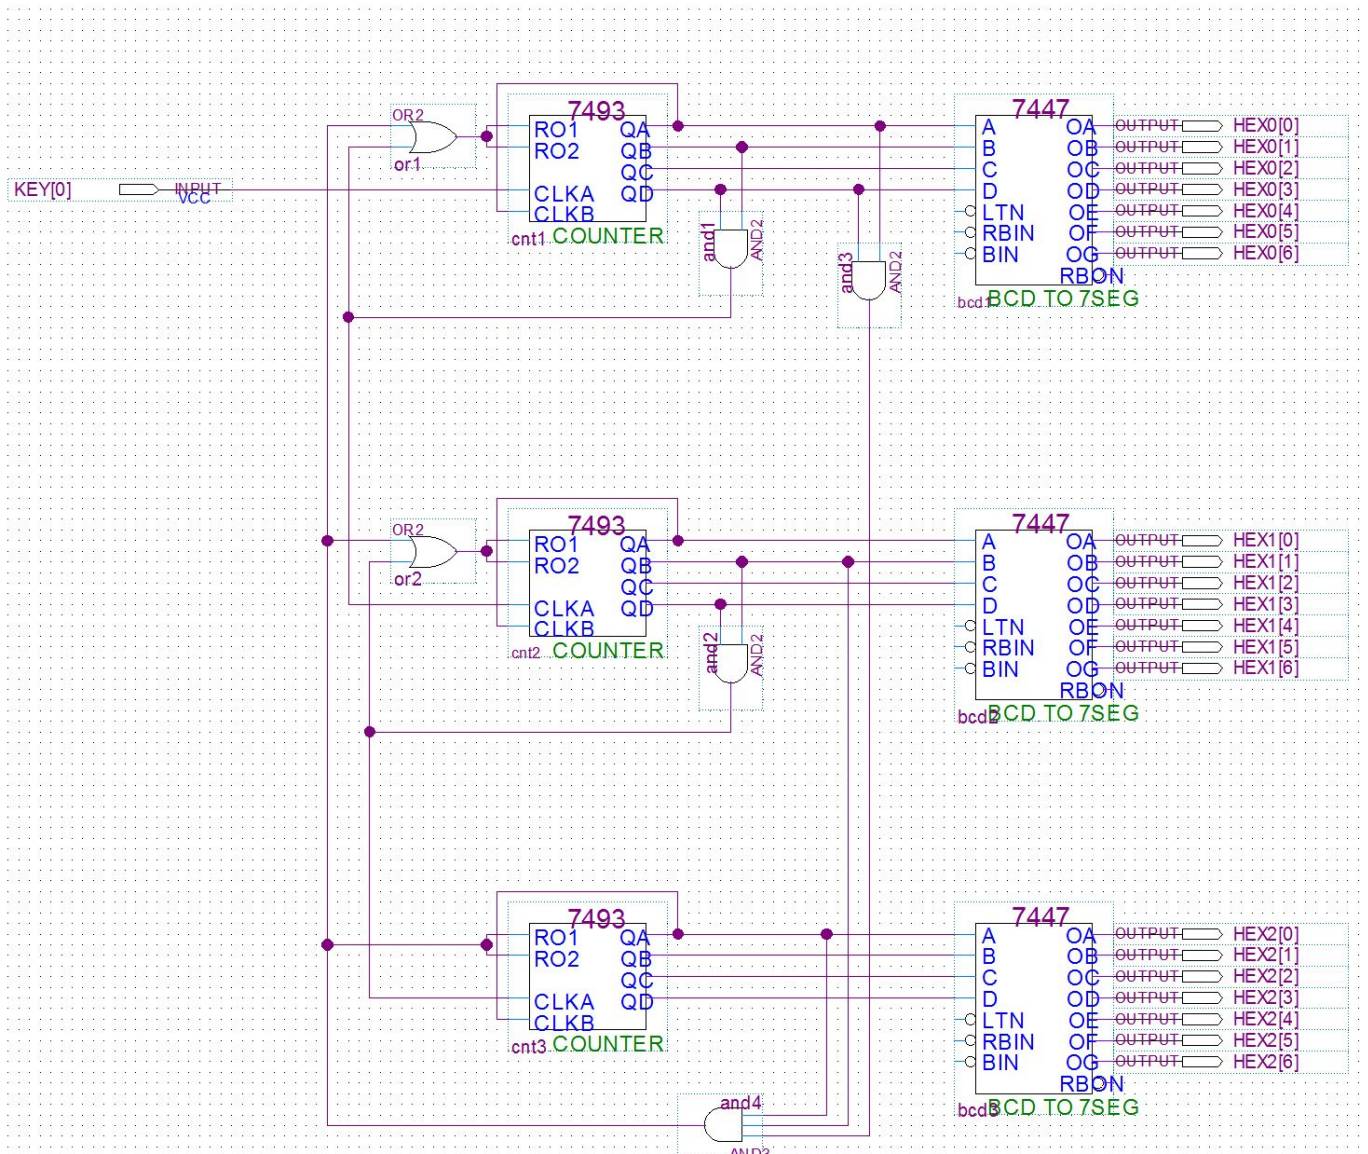 7493
7447
OR2
RO1 QA
A OA OUTPUT HEX0[0]
RO2 QB
B OB OUTPUT HEX0[1]
or1
QC
C OC OUTPUT HEX0[2]
KEY[0] INPUT
VCC
CLKA QD
D OD OUTPUT HEX0[3]
CLKB
LTN OE OUTPUT HEX0[4]
cnt1 COUNTER
and1 AND2
RBIN OF OUTPUT HEX0[5]
BIN OG OUTPUT HEX0[6]
and3 AND2
RBON
bcd1 BCD TO 7SEG
7493
7447
OR2
RO1 QA
A OA OUTPUT HEX1[0]
RO2 QB
B OB OUTPUT HEX1[1]
or2
QC
C OC OUTPUT HEX1[2]
CLKA QD
D OD OUTPUT HEX1[3]
CLKB
LTN OE OUTPUT HEX1[4]
cnt2 COUNTER
and2 AND2
RBIN OF OUTPUT HEX1[5]
BIN OG OUTPUT HEX1[6]
RBON
bcd2 BCD TO 7SEG
7493
7447
RO1 QA
A OA OUTPUT HEX2[0]
RO2 QB
B OB OUTPUT HEX2[1]
QC
C OC OUTPUT HEX2[2]
CLKA QD
D OD OUTPUT HEX2[3]
CLKB
LTN OE OUTPUT HEX2[4]
cnt3 COUNTER
RBIN OF OUTPUT HEX2[5]
BIN OG OUTPUT HEX2[6]
RBON
bcd3 BCD TO 7SEG
and4
AND3